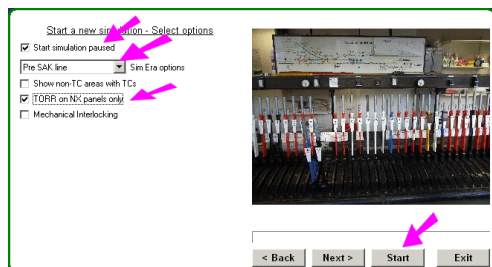 Start a new simulation - Select options
Start simulation paused
Pre SAK line Sim Era options
Show non-TC areas with TCs
TORR on NX panels only
Mechanical Interlocking
< Back Next > Start Exit